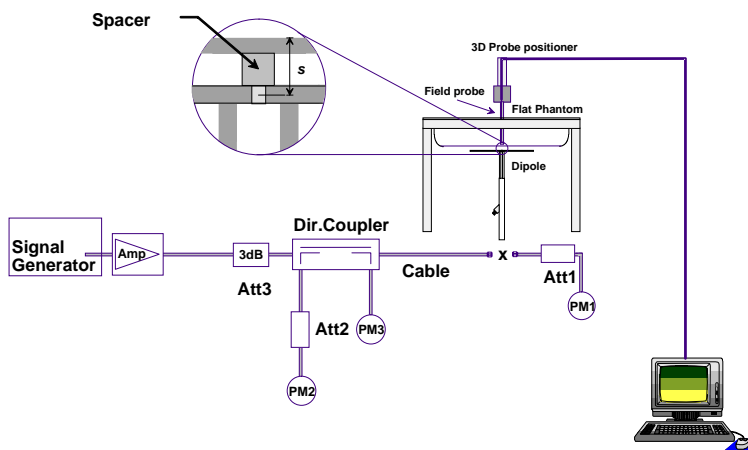 Spacer
s
3D Probe positioner
Field probe
Flat Phantom
Dipole
Dir.Coupler
Signal
Generator
Amp
3dB
Cable
x
Att1
Att3
PM1
Att2
PM3
PM2